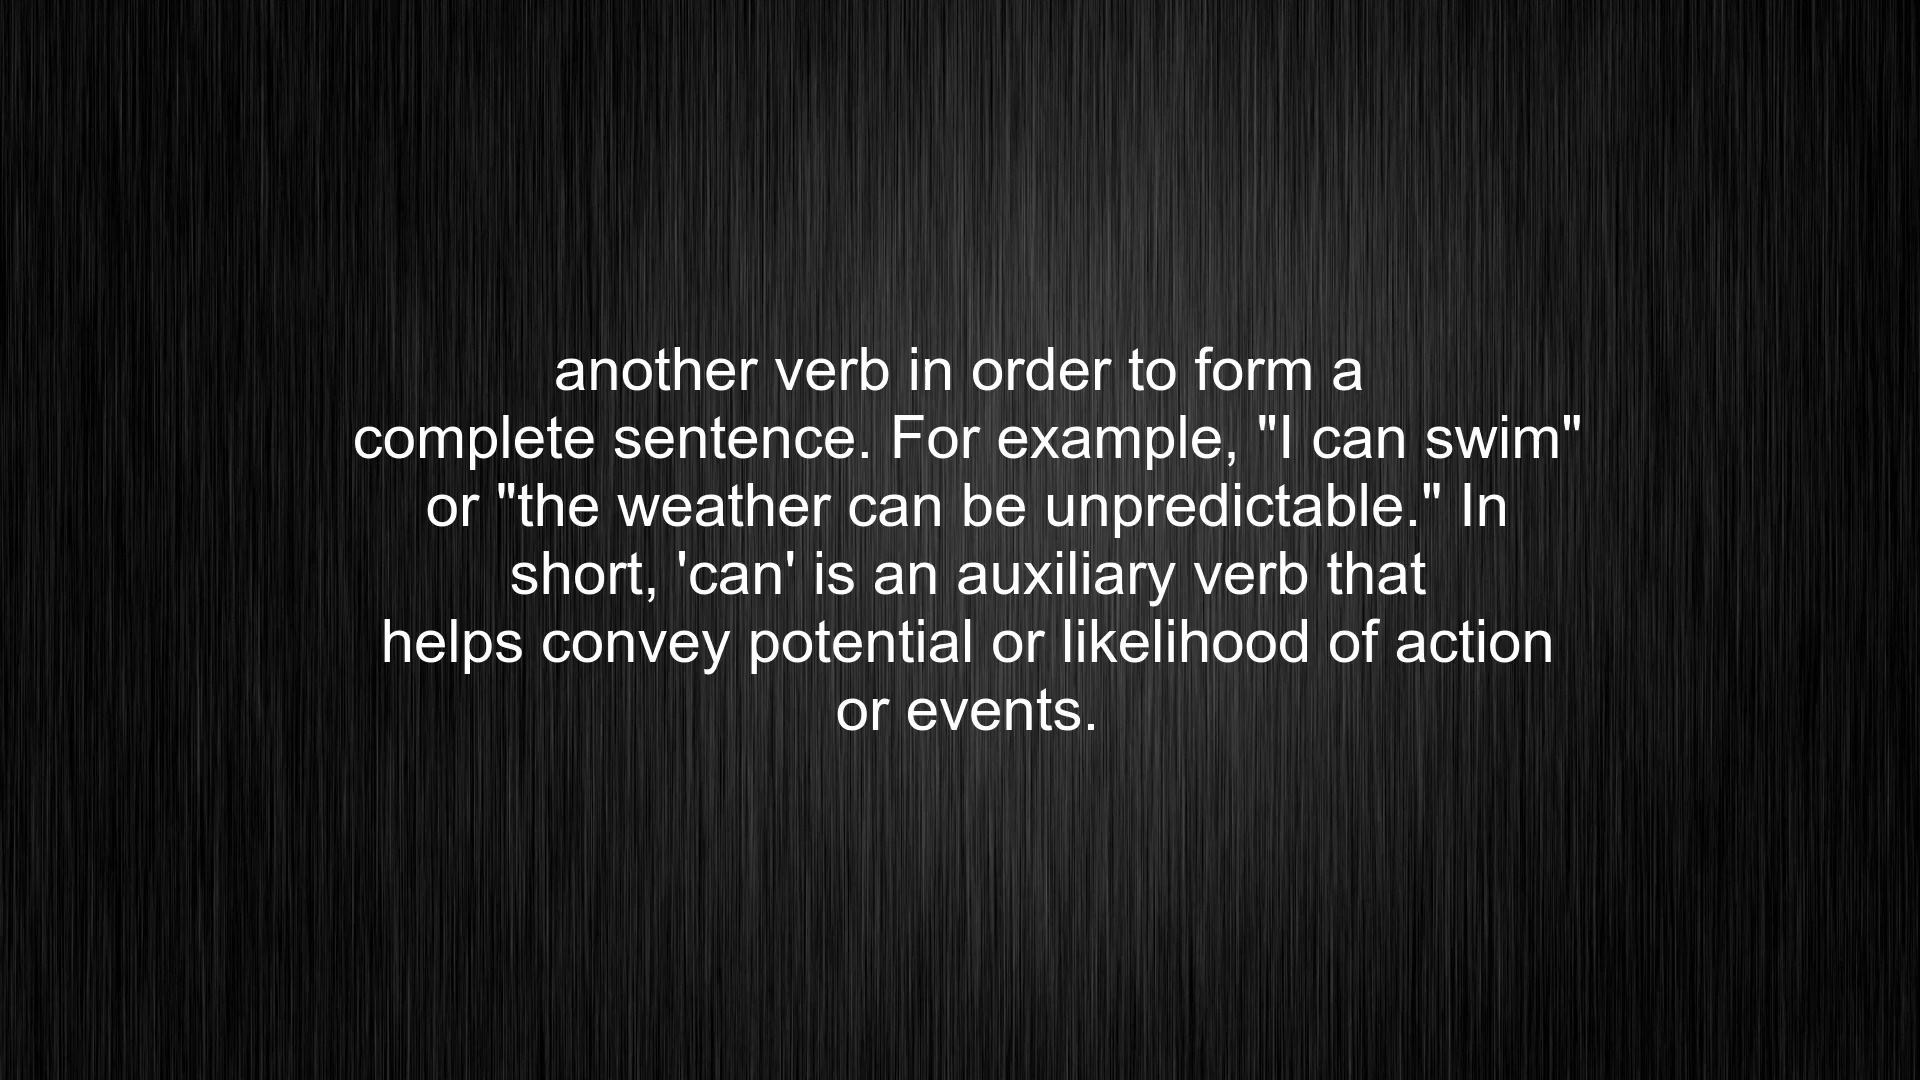 another verb in order to form a
complete sentence. For example, "I can swim"
or "the weather can be unpredictable." In
short, 'can' is an auxiliary verb that
helps convey potential or likelihood of action
or events.